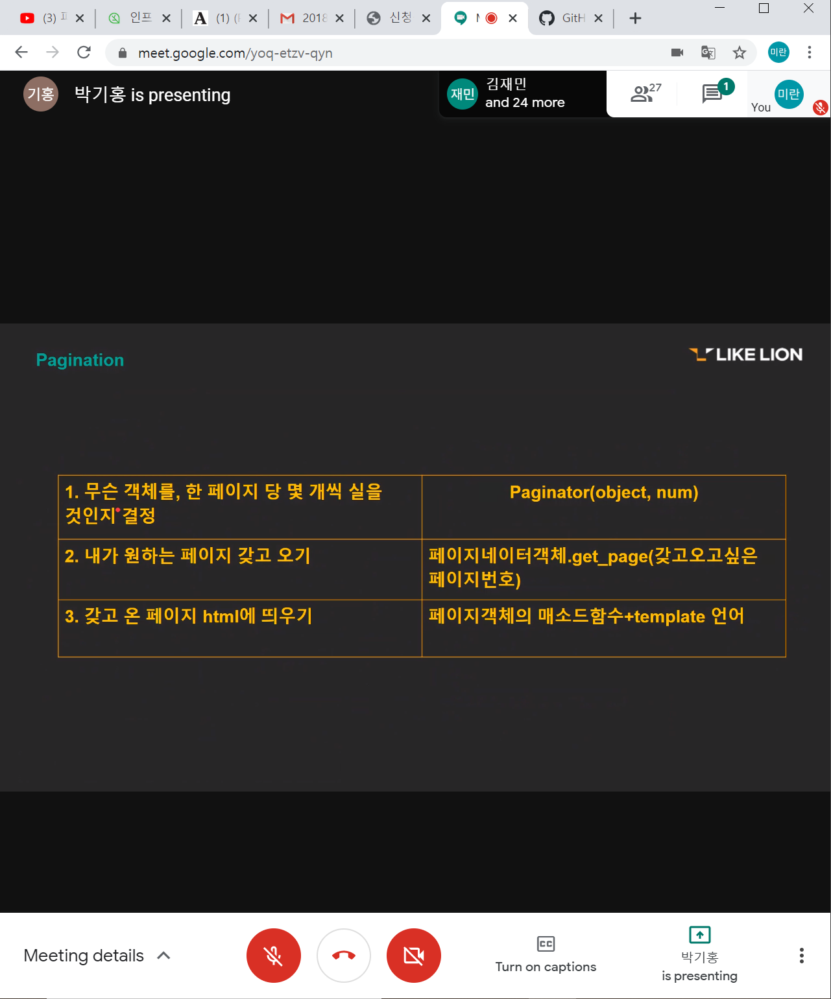 (3) ㅍ
인프
(1) (F
2018
신청
GitH
meet.google.com/yoq-etzv-qyn
미란
기홍
박기홍 is presenting
재민
김재민
and 24 more
27
1
You
미란
Pagination
LIKE LION
1. 무슨 객체를, 한 페이지 당 몇 개씩 실을
것인지 결정
Paginator(object, num)
2. 내가 원하는 페이지 갖고 오기
페이지네이터객체.get_page(갖고오고싶은
페이지번호)
3. 갖고 온 페이지 html에 띄우기
페이지객체의 매소드함수+template 언어
Meeting details
CC
Turn on captions
박기홍
is presenting